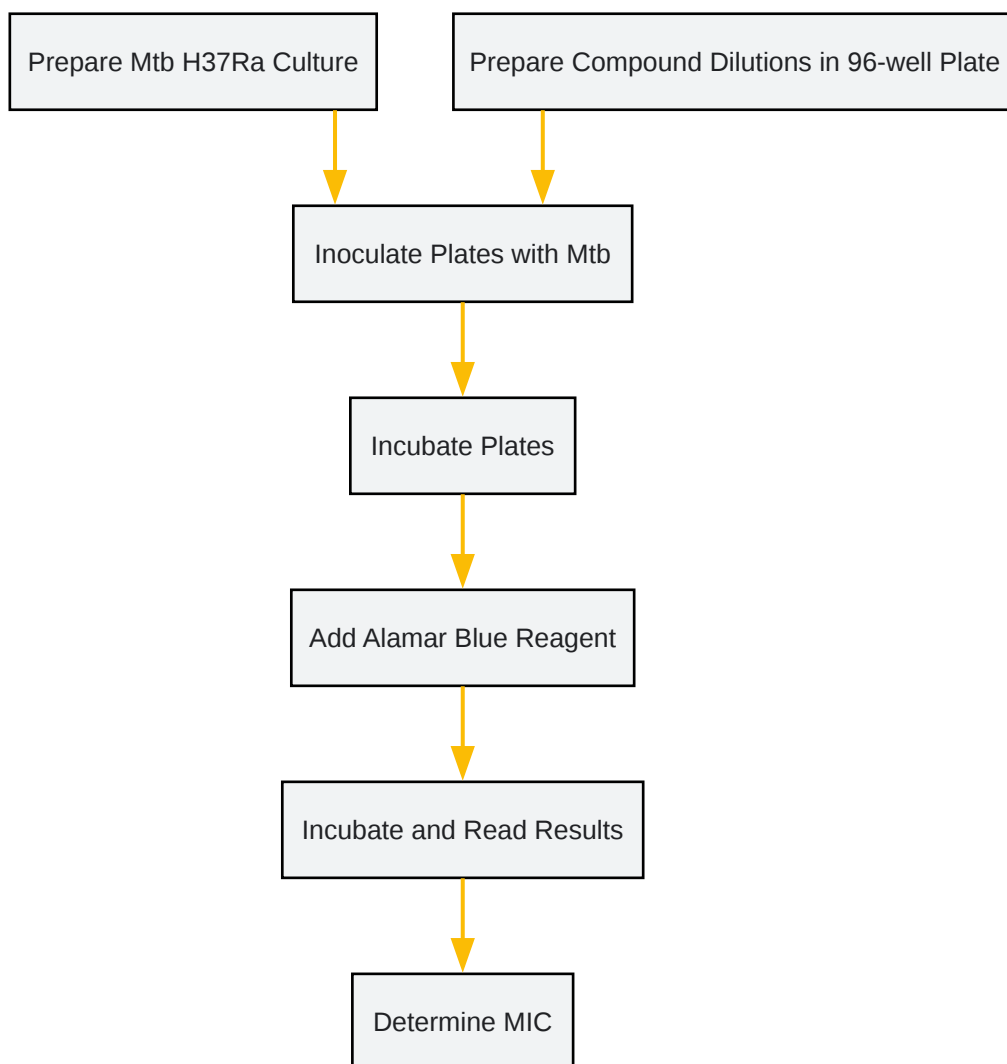 Prepare Mtb H37Ra Culture
Prepare Compound Dilutions in 96-well Plate
Inoculate Plates with Mtb
Incubate Plates
Add Alamar Blue Reagent
Incubate and Read Results
Determine MIC